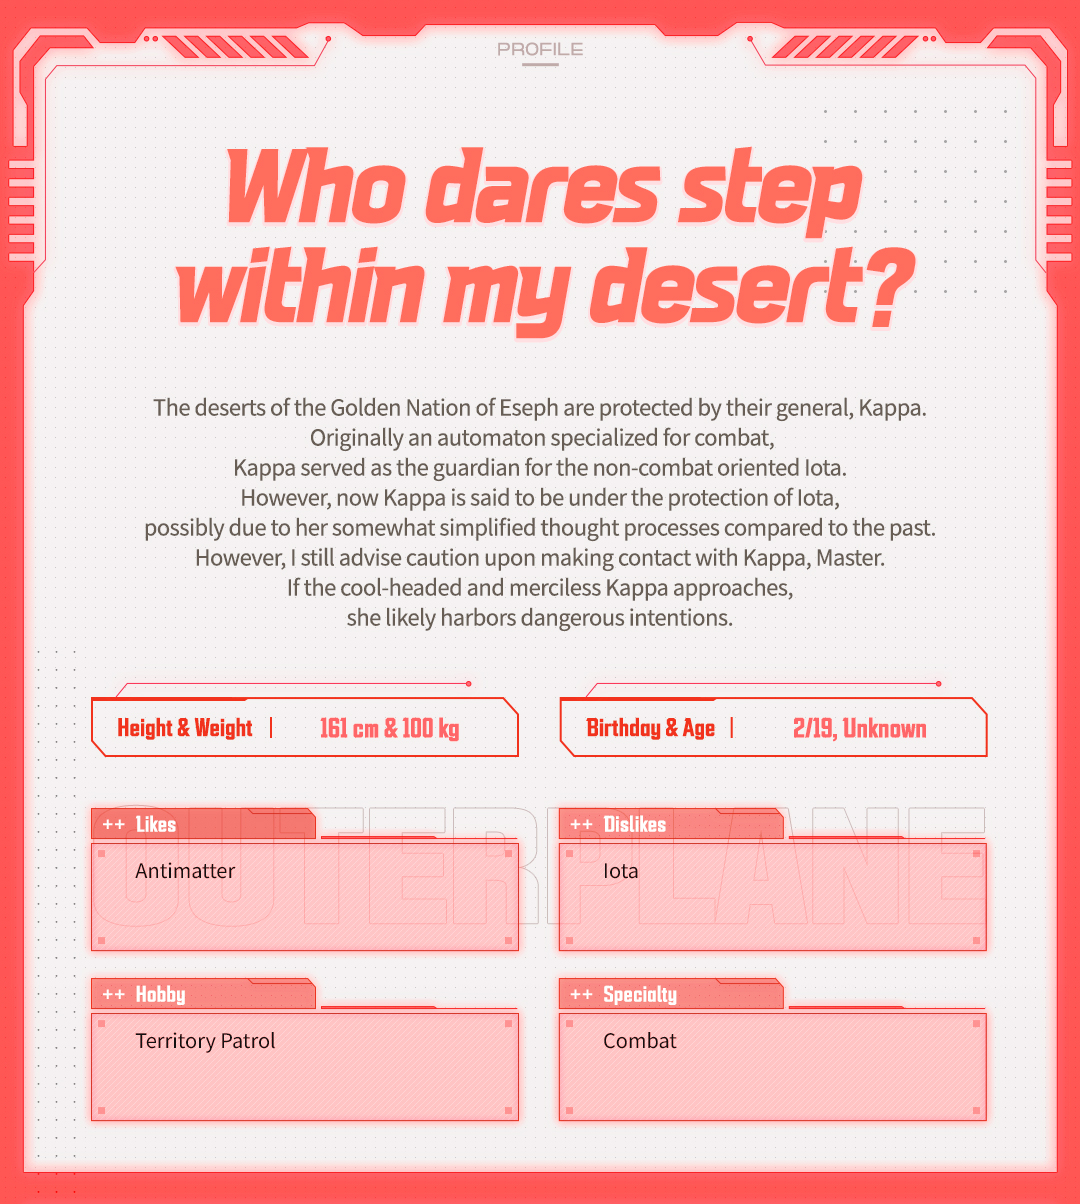 PROFILE
Who dares step
within my desert?
The deserts of the Golden Nation of Eseph are protected by their general, Kappa.
Originally an automaton specialized for combat,
Kappa served as the guardian for the non-combat oriented Iota.
However, now Kappa is said to be under the protection of Iota,
possibly due to her somewhat simplified thought processes compared to the past.
However, I still advise caution upon making contact with Kappa, Master.
If the cool-headed and merciless Kappa approaches,
she likely harbors dangerous intentions.
Height & Weight | 161 cm & 100 kg
Birthday & Age | 2/19, Unknown
OUTERPLANE
++ Likes
Antimatter
++ Dislikes
Iota
++ Hobby
Territory Patrol
++ Specialty
Combat